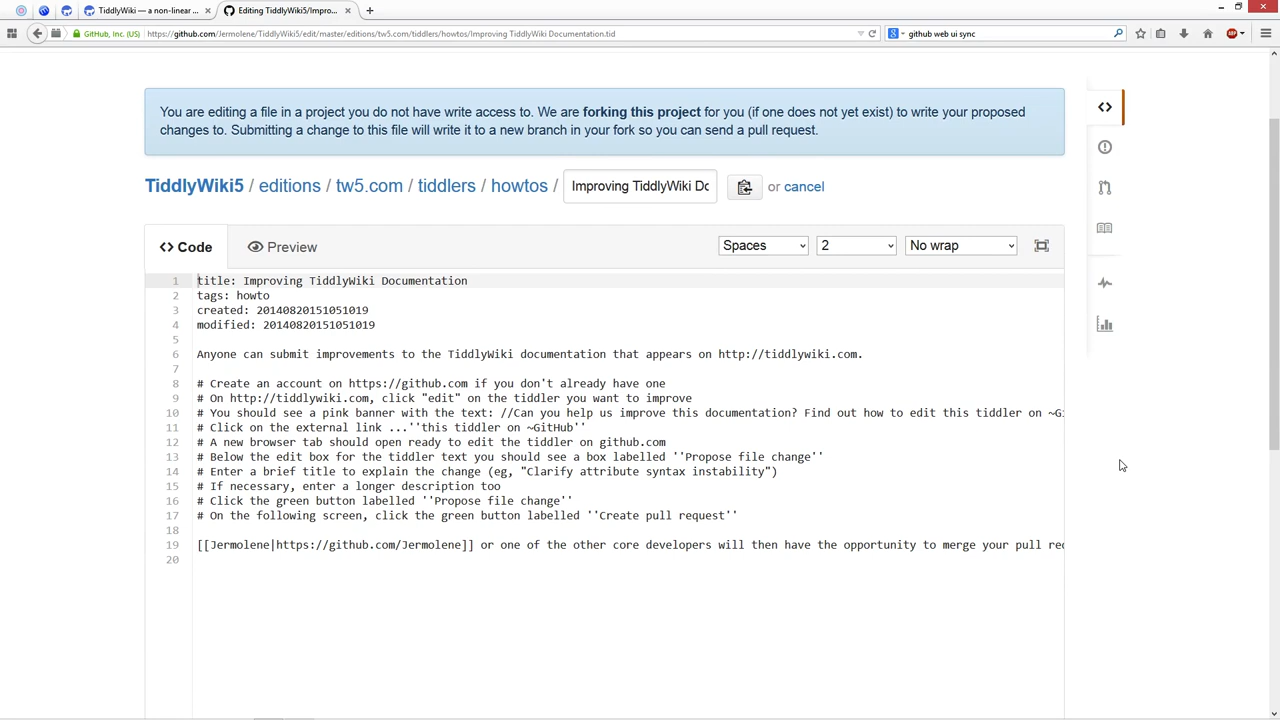 TiddlyWiki — a non-linear ...
Editing TiddlyWiki5/Impro...
GitHub, Inc. (US)
https://github.com/Jermolene/TiddlyWiki5/edit/master/editions/tw5.com/tiddlers/howtos/Improving TiddlyWiki Documentation.tid
github web ui sync
You are editing a file in a project you do not have write access to. We are forking this project for you (if one does not yet exist) to write your proposed
changes to. Submitting a change to this file will write it to a new branch in your fork so you can send a pull request.
TiddlyWiki5 / editions / tw5.com / tiddlers / howtos / Improving TiddlyWiki Dc or cancel
Code Preview Spaces 2 No wrap
1 title: Improving TiddlyWiki Documentation
2 tags: howto
3 created: 20140820151051019
4 modified: 20140820151051019
5
6 Anyone can submit improvements to the TiddlyWiki documentation that appears on http://tiddlywiki.com.
7
8 # Create an account on https://github.com if you don't already have one
9 # On http://tiddlywiki.com, click "edit" on the tiddler you want to improve
10 # You should see a pink banner with the text: //Can you help us improve this documentation? Find out how to edit this tiddler on ~Gi
11 # Click on the external link ...''this tiddler on ~GitHub''
12 # A new browser tab should open ready to edit the tiddler on github.com
13 # Below the edit box for the tiddler text you should see a box labelled ''Propose file change''
14 # Enter a brief title to explain the change (eg, "Clarify attribute syntax instability")
15 # If necessary, enter a longer description too
16 # Click the green button labelled ''Propose file change''
17 # On the following screen, click the green button labelled ''Create pull request''
18
19 [[Jermolene|https://github.com/Jermolene]] or one of the other core developers will then have the opportunity to merge your pull rec
20